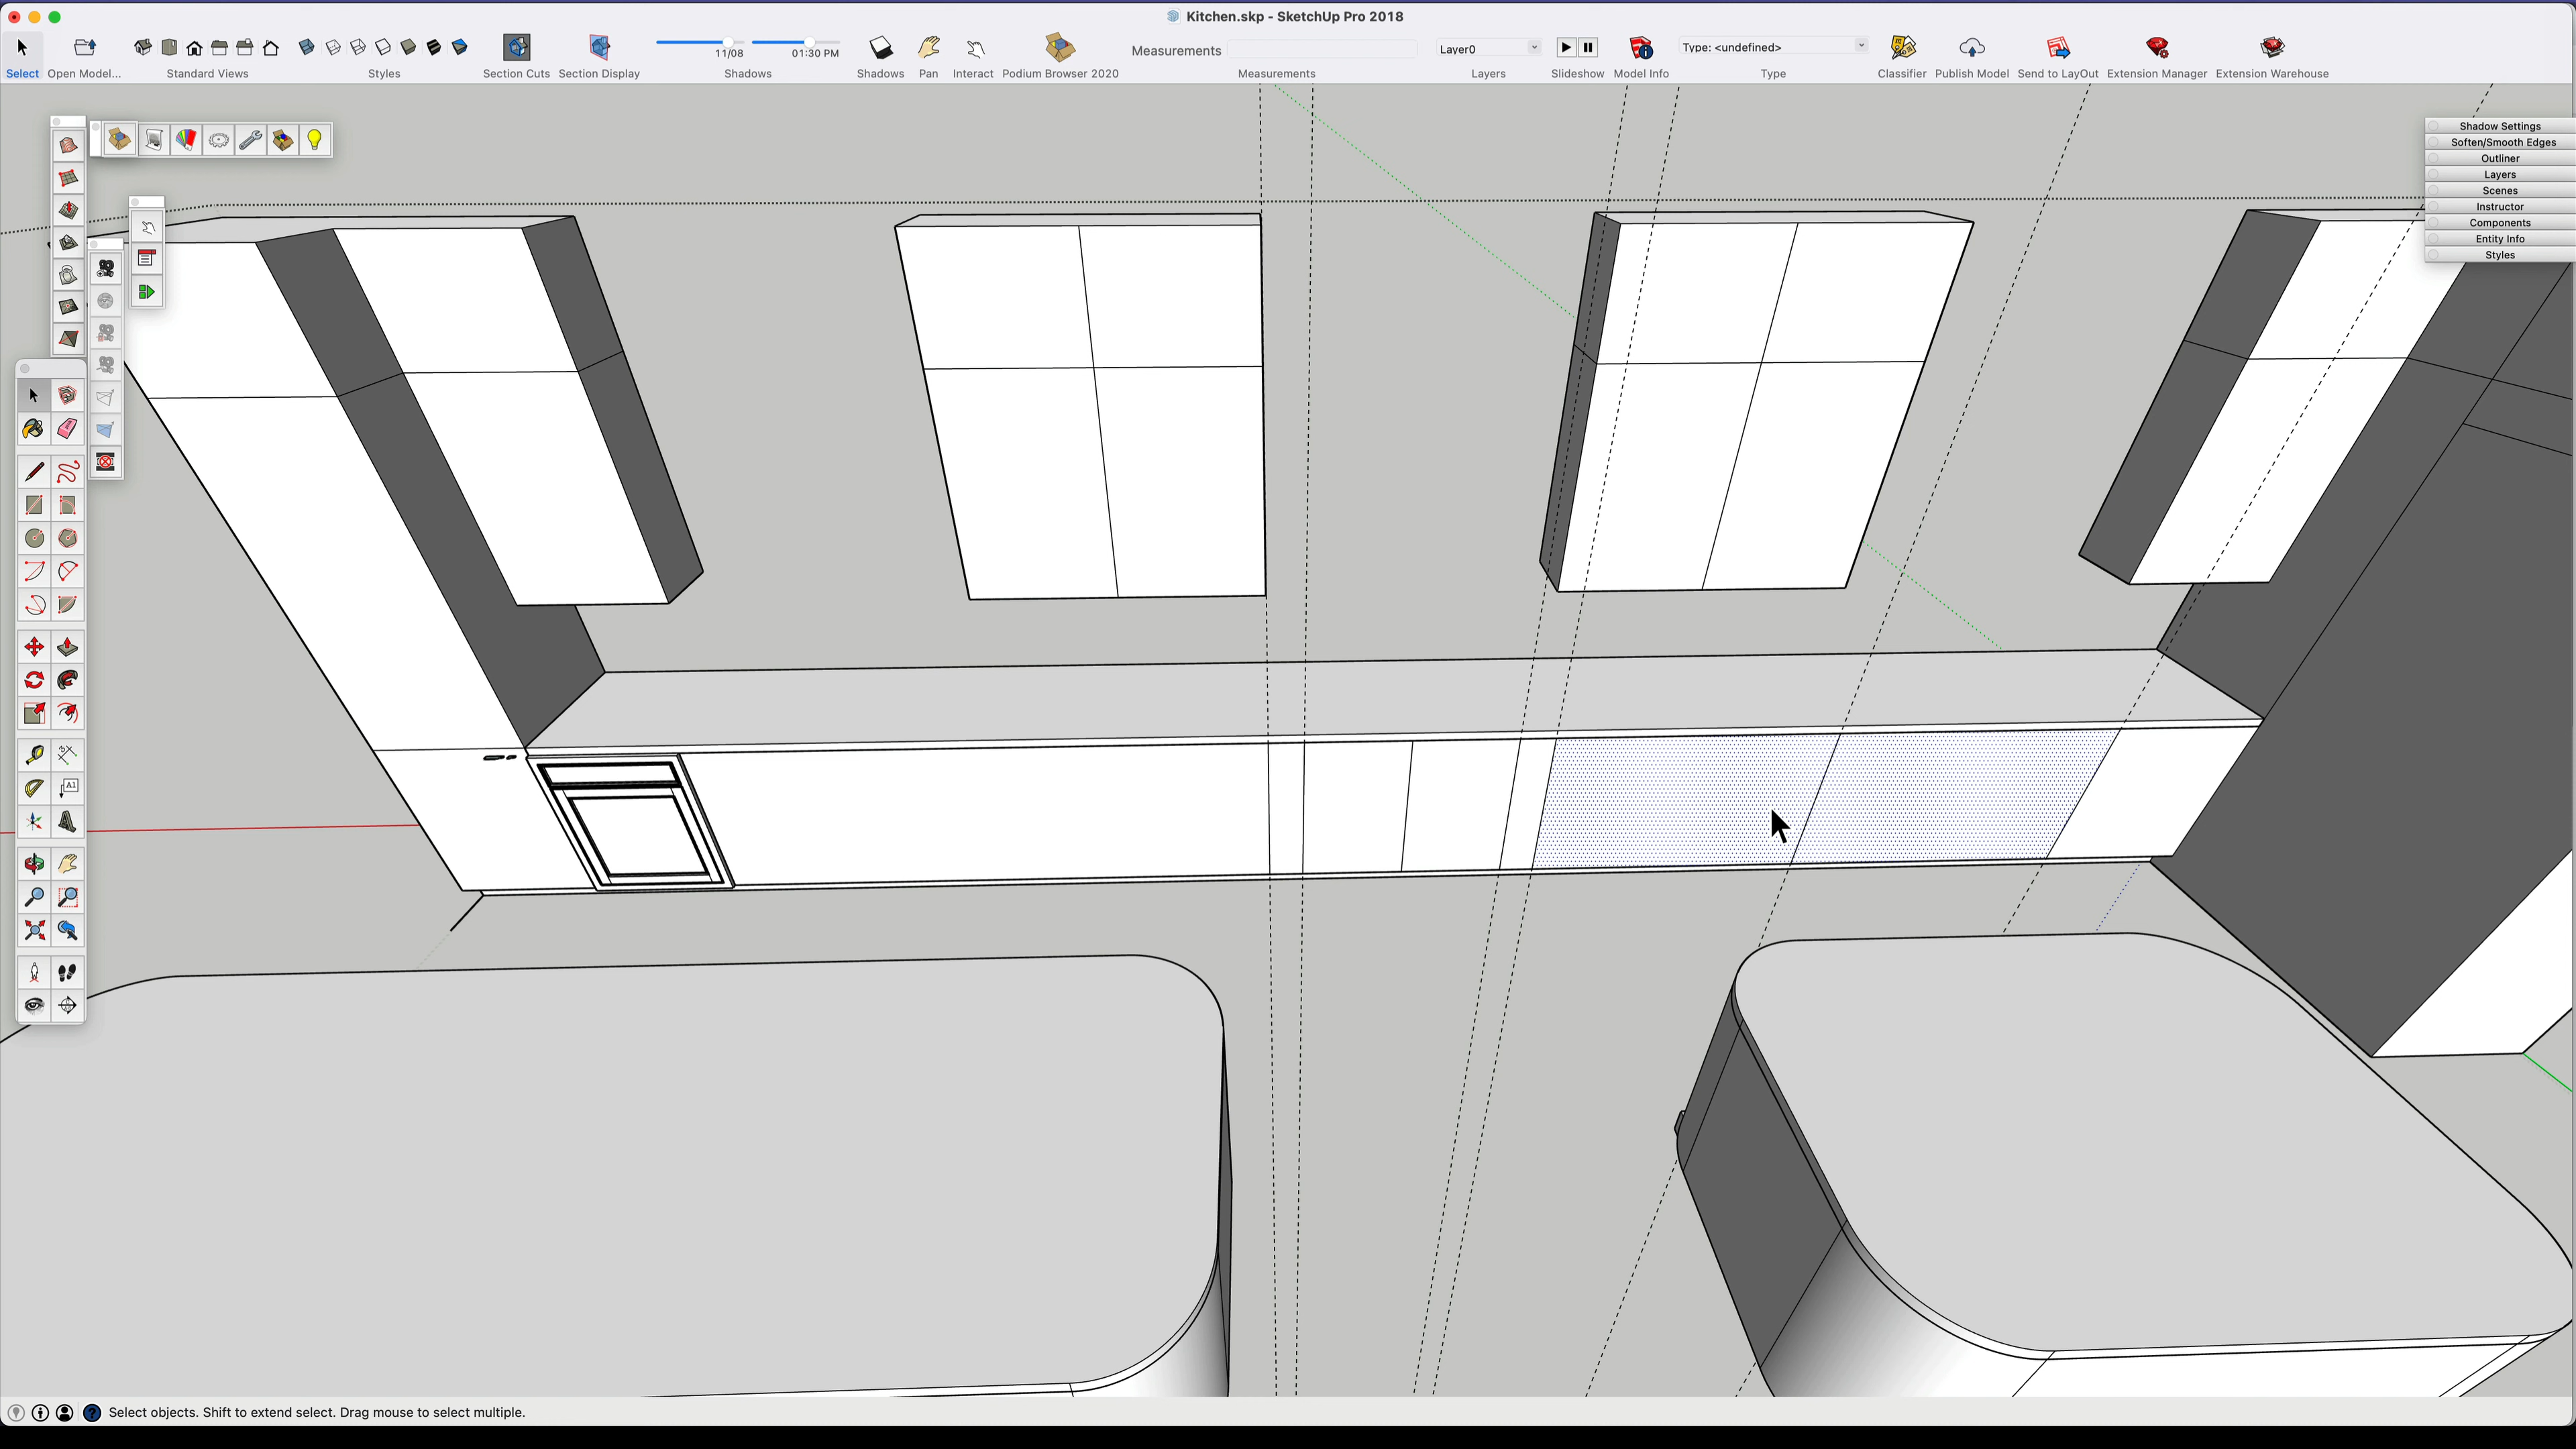 Kitchen.skp - SketchUp Pro 2018
Measurements
Layer0
Type: <undefined>
11/08
01:30 PM
Select
Open Model...
Standard Views
Styles
Section Cuts
Section Display
Shadows
Shadows
Pan
Interact
Podium Browser 2020
Measurements
Layers
Slideshow
Model Info
Type
Classifier
Publish Model
Send to LayOut
Extension Manager
Extension Warehouse
Shadow Settings
Soften/Smooth Edges
Outliner
Layers
Scenes
Instructor
Components
Entity Info
Styles
A1
Select objects. Shift to extend select. Drag mouse to select multiple.